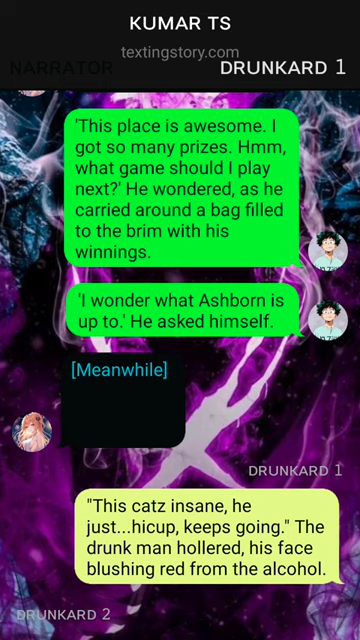 KUMAR TS
textingstory.com
NARRATOR
DRUNKARD 1
'This place is awesome. I
got so many prizes. Hmm,
what game should I play
next?' He wondered, as he
carried around a bag filled
to the brim with his
winnings.
'I wonder what Ashborn is
up to.' He asked himself.
[Meanwhile]
DRUNKARD 1
"This catz insane, he
just...hicup, keeps going." The
drunk man hollered, his face
blushing red from the alcohol.
DRUNKARD 2